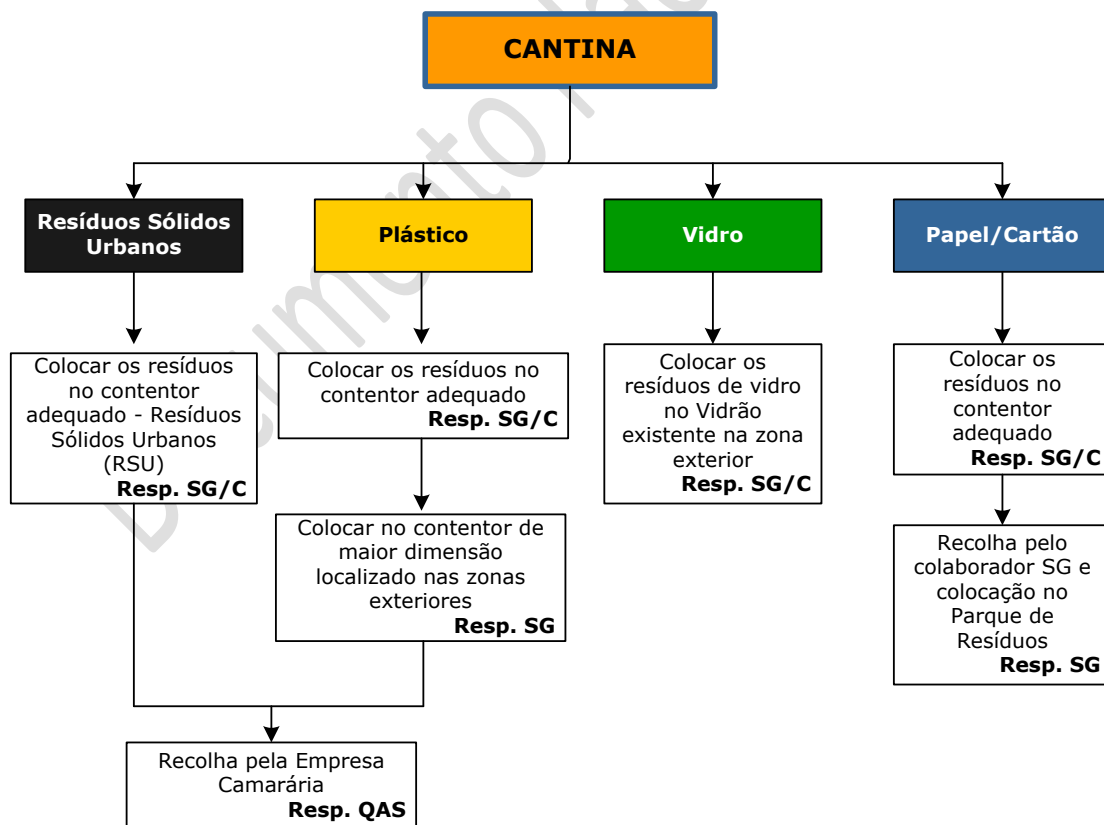 CANTINA
Resíduos Sólidos
Urbanos
Plástico
Vidro
Papel/Cartão
Colocar os resíduos
no contentor
adequado - Resíduos
Sólidos Urbanos
(RSU)
Resp. SG/C
Colocar os resíduos no
contentor adequado
Resp. SG/C
Colocar os
resíduos de vidro
no Vidrão
existente na zona
exterior
Resp. SG/C
Colocar os
resíduos no
contentor
adequado
Resp. SG/C
Colocar no contentor de
maior dimensão
localizado nas zonas
exteriores
Resp. SG
Recolha pelo
colaborador SG e
colocação no
Parque de
Resíduos
Resp. SG
Recolha pela Empresa
Camarária
Resp. QAS